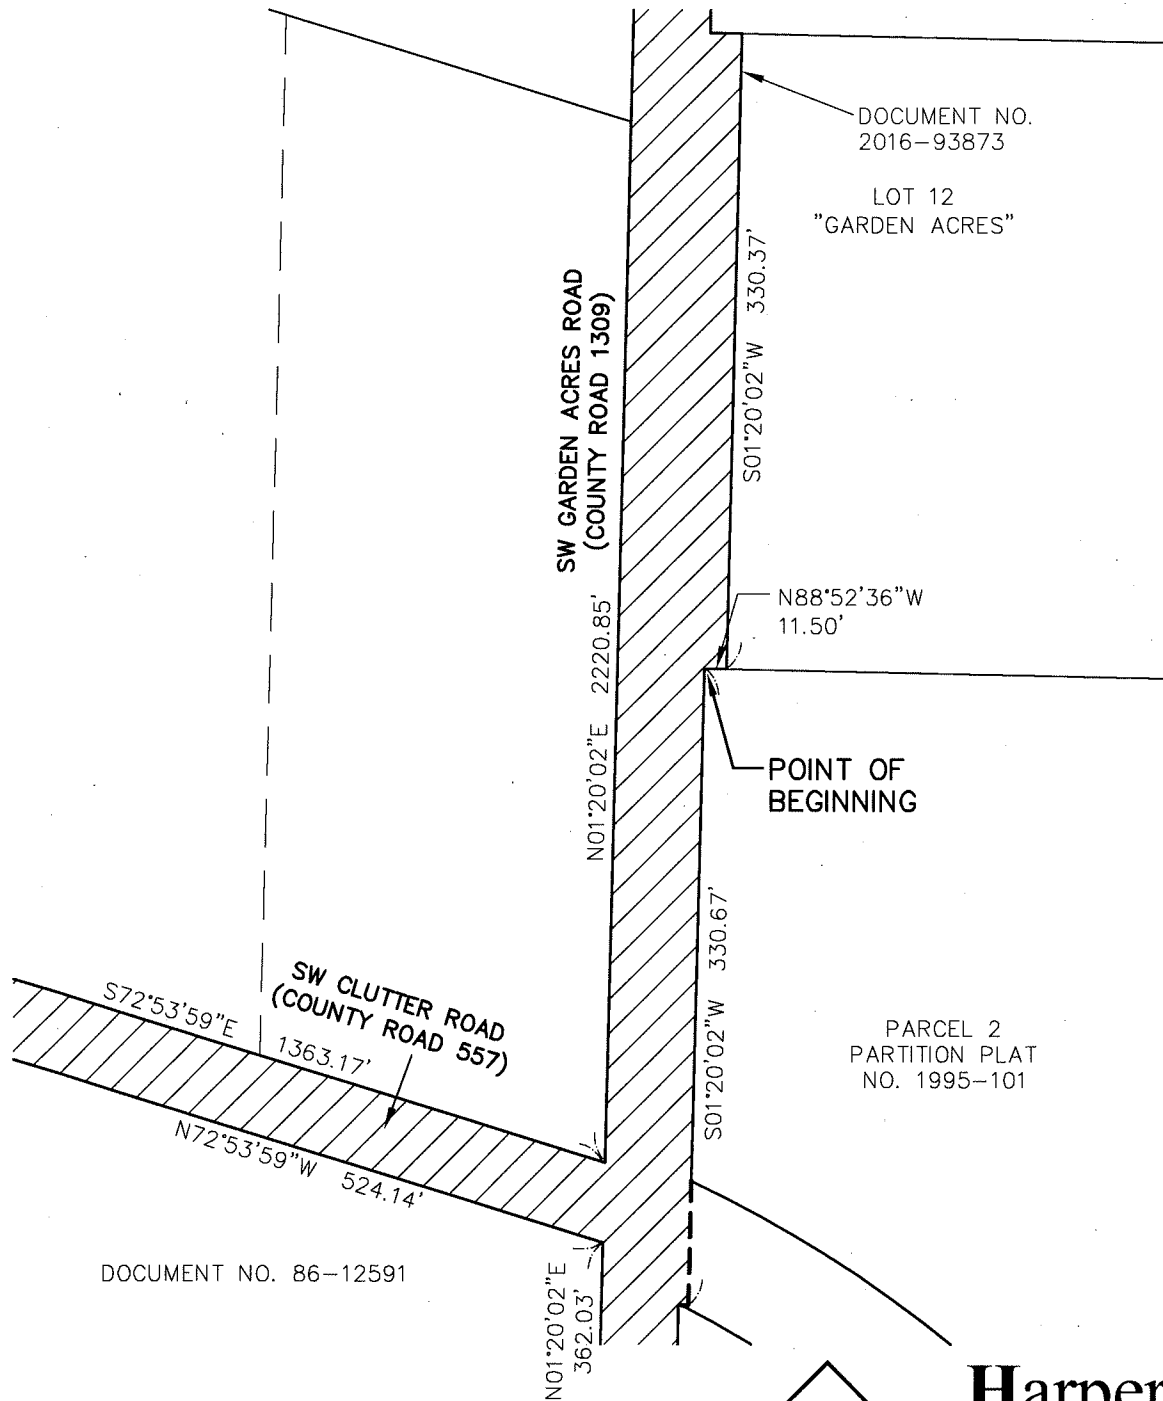 DOCUMENT NO.
2016-93873
LOT 12
"GARDEN ACRES"
S01°20'02"W 330.37'
SW GARDEN ACRES ROAD
(COUNTY ROAD 1309)
N88°52'36"W
11.50'
N01°20'02"E 2220.85'
POINT OF
BEGINNING
S01°20'02"W 330.67'
SW CLUTTER ROAD
(COUNTY ROAD 557)
S72°53'59"E 1363.17'
PARCEL 2
PARTITION PLAT
NO. 1995-101
N72°53'59"W 524.14'
DOCUMENT NO. 86-12591
N01°20'02"E
362.03'
Harper